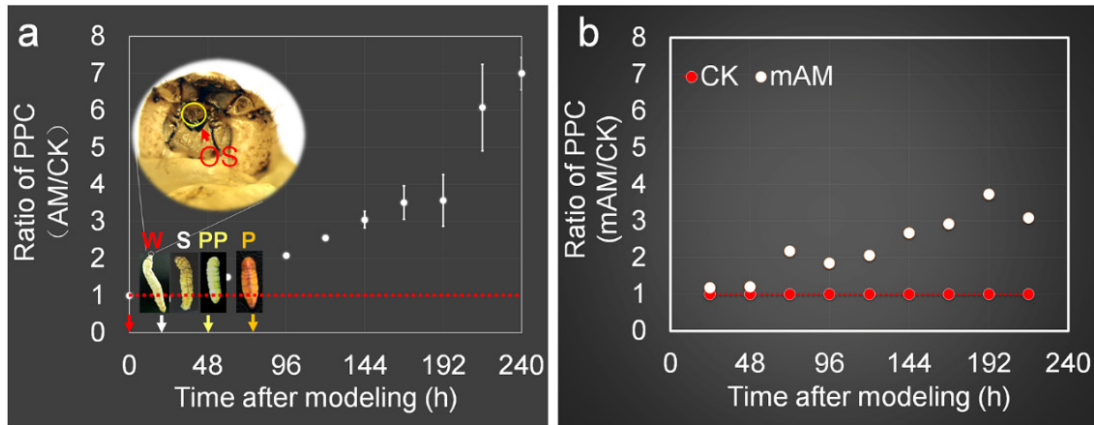 a
Ratio of PPC
（AM/CK）
8
7
6
5
4
3
2
1
0
OS
W S PP P
0 48 96 144 192 240
Time after modeling (h)
b
Ratio of PPC
(mAM/CK)
8
7
6
5
4
3
2
1
0
CK mAM
0 48 96 144 192 240
Time after modeling (h)